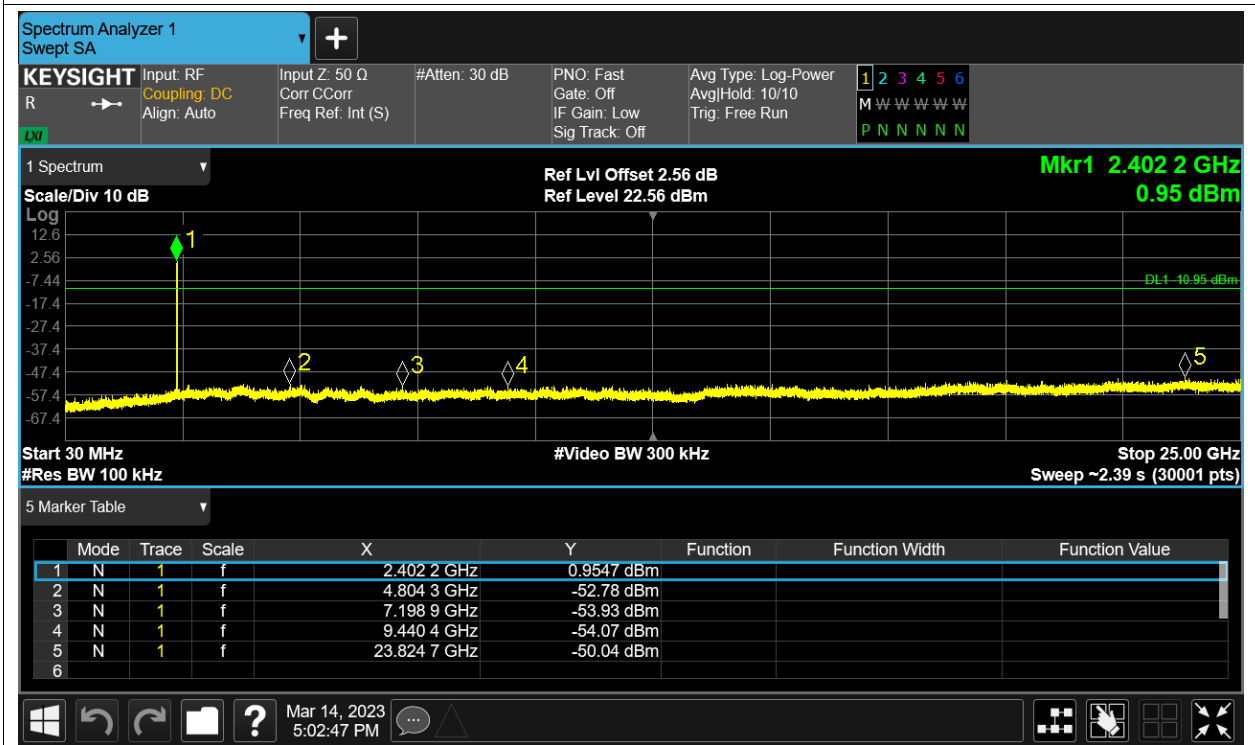 Spectrum Analyzer 1
Swept SA
KEYSIGHT Input: RF Input Z: 50 Ω #Atten: 30 dB PNO: Fast Avg Type: Log-Power 1 2 3 4 5 6
R Coupling: DC Corr CCorr Gate: Off Avg|Hold: 10/10 M W W W W W
Align: Auto Freq Ref: Int (S) IF Gain: Low Trig: Free Run
LXI Sig Track: Off P N N N N N
1 Spectrum Ref Lvl Offset 2.56 dB Mkr1 2.402 2 GHz
Scale/Div 10 dB Ref Level 22.56 dBm 0.95 dBm
Log
12.6
1
2.56
-7.44
DL1 -10.95 dBm
-17.4
-27.4
-37.4
2 3 4 5
-47.4
-57.4
-67.4
Start 30 MHz #Video BW 300 kHz Stop 25.00 GHz
#Res BW 100 kHz Sweep ~2.39 s (30001 pts)
5 Marker Table
Mode Trace Scale X Y Function Function Width Function Value
1 N 1 f 2.402 2 GHz 0.9547 dBm
2 N 1 f 4.804 3 GHz -52.78 dBm
3 N 1 f 7.198 9 GHz -53.93 dBm
4 N 1 f 9.440 4 GHz -54.07 dBm
5 N 1 f 23.824 7 GHz -50.04 dBm
6
? Mar 14, 2023
5:02:47 PM